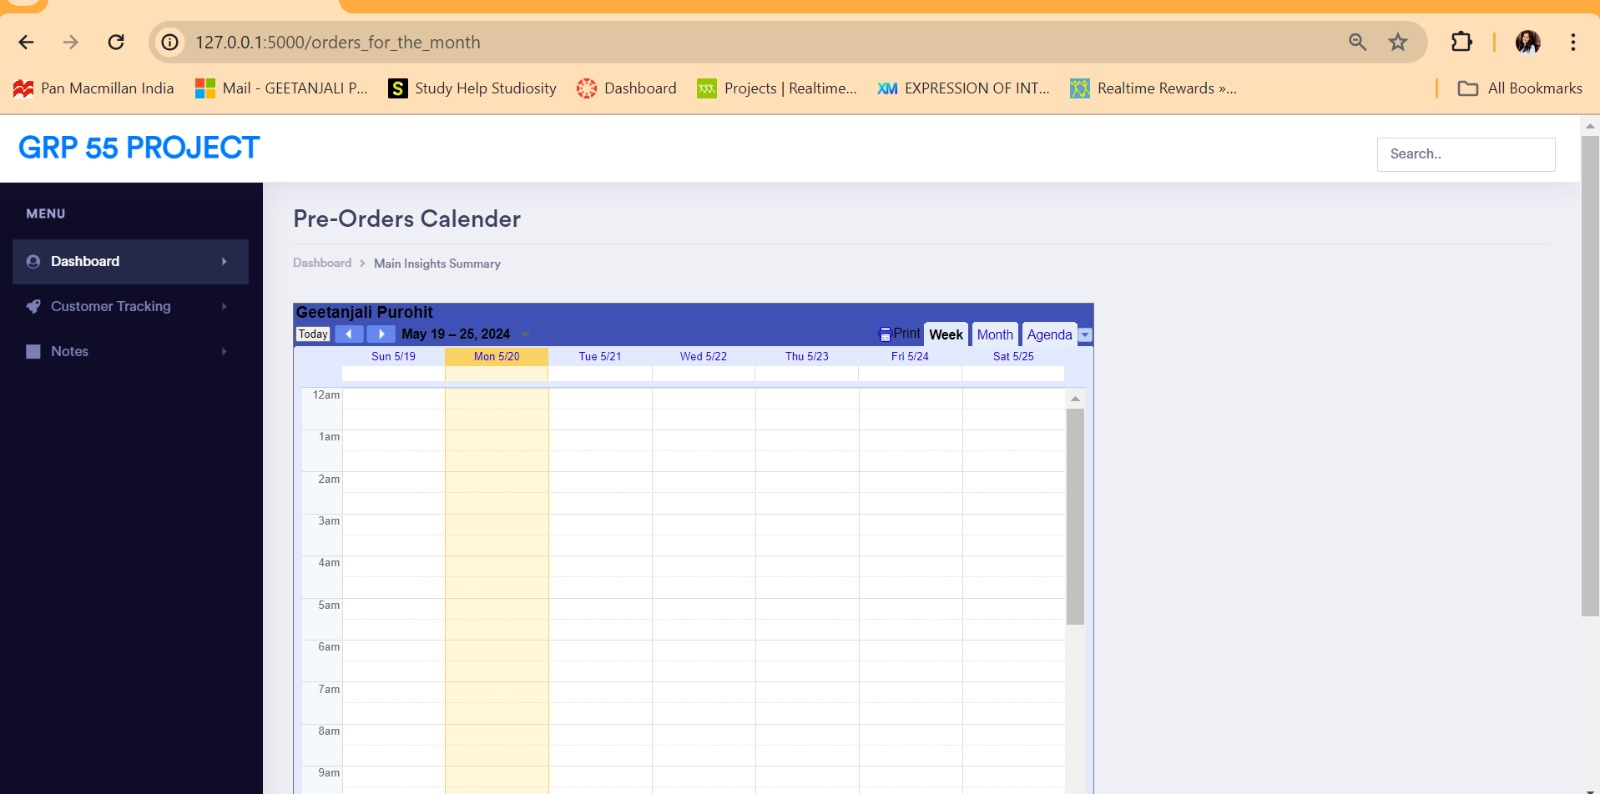 127.0.0.1:5000/orders_for_the_month
Pan Macmillan India Mail - GEETANJALI P... S Study Help Studiosity Dashboard Projects | Realtime... XM EXPRESSION OF INT... Realtime Rewards »... All Bookmarks
GRP 55 PROJECT
Search..
MENU
Dashboard
Customer Tracking
Notes
Pre-Orders Calender
Dashboard > Main Insights Summary
Geetanjali Purohit
Today May 19 – 25, 2024 Print Week Month Agenda
Sun 5/19 Mon 5/20 Tue 5/21 Wed 5/22 Thu 5/23 Fri 5/24 Sat 5/25
12am
1am
2am
3am
4am
5am
6am
7am
8am
9am